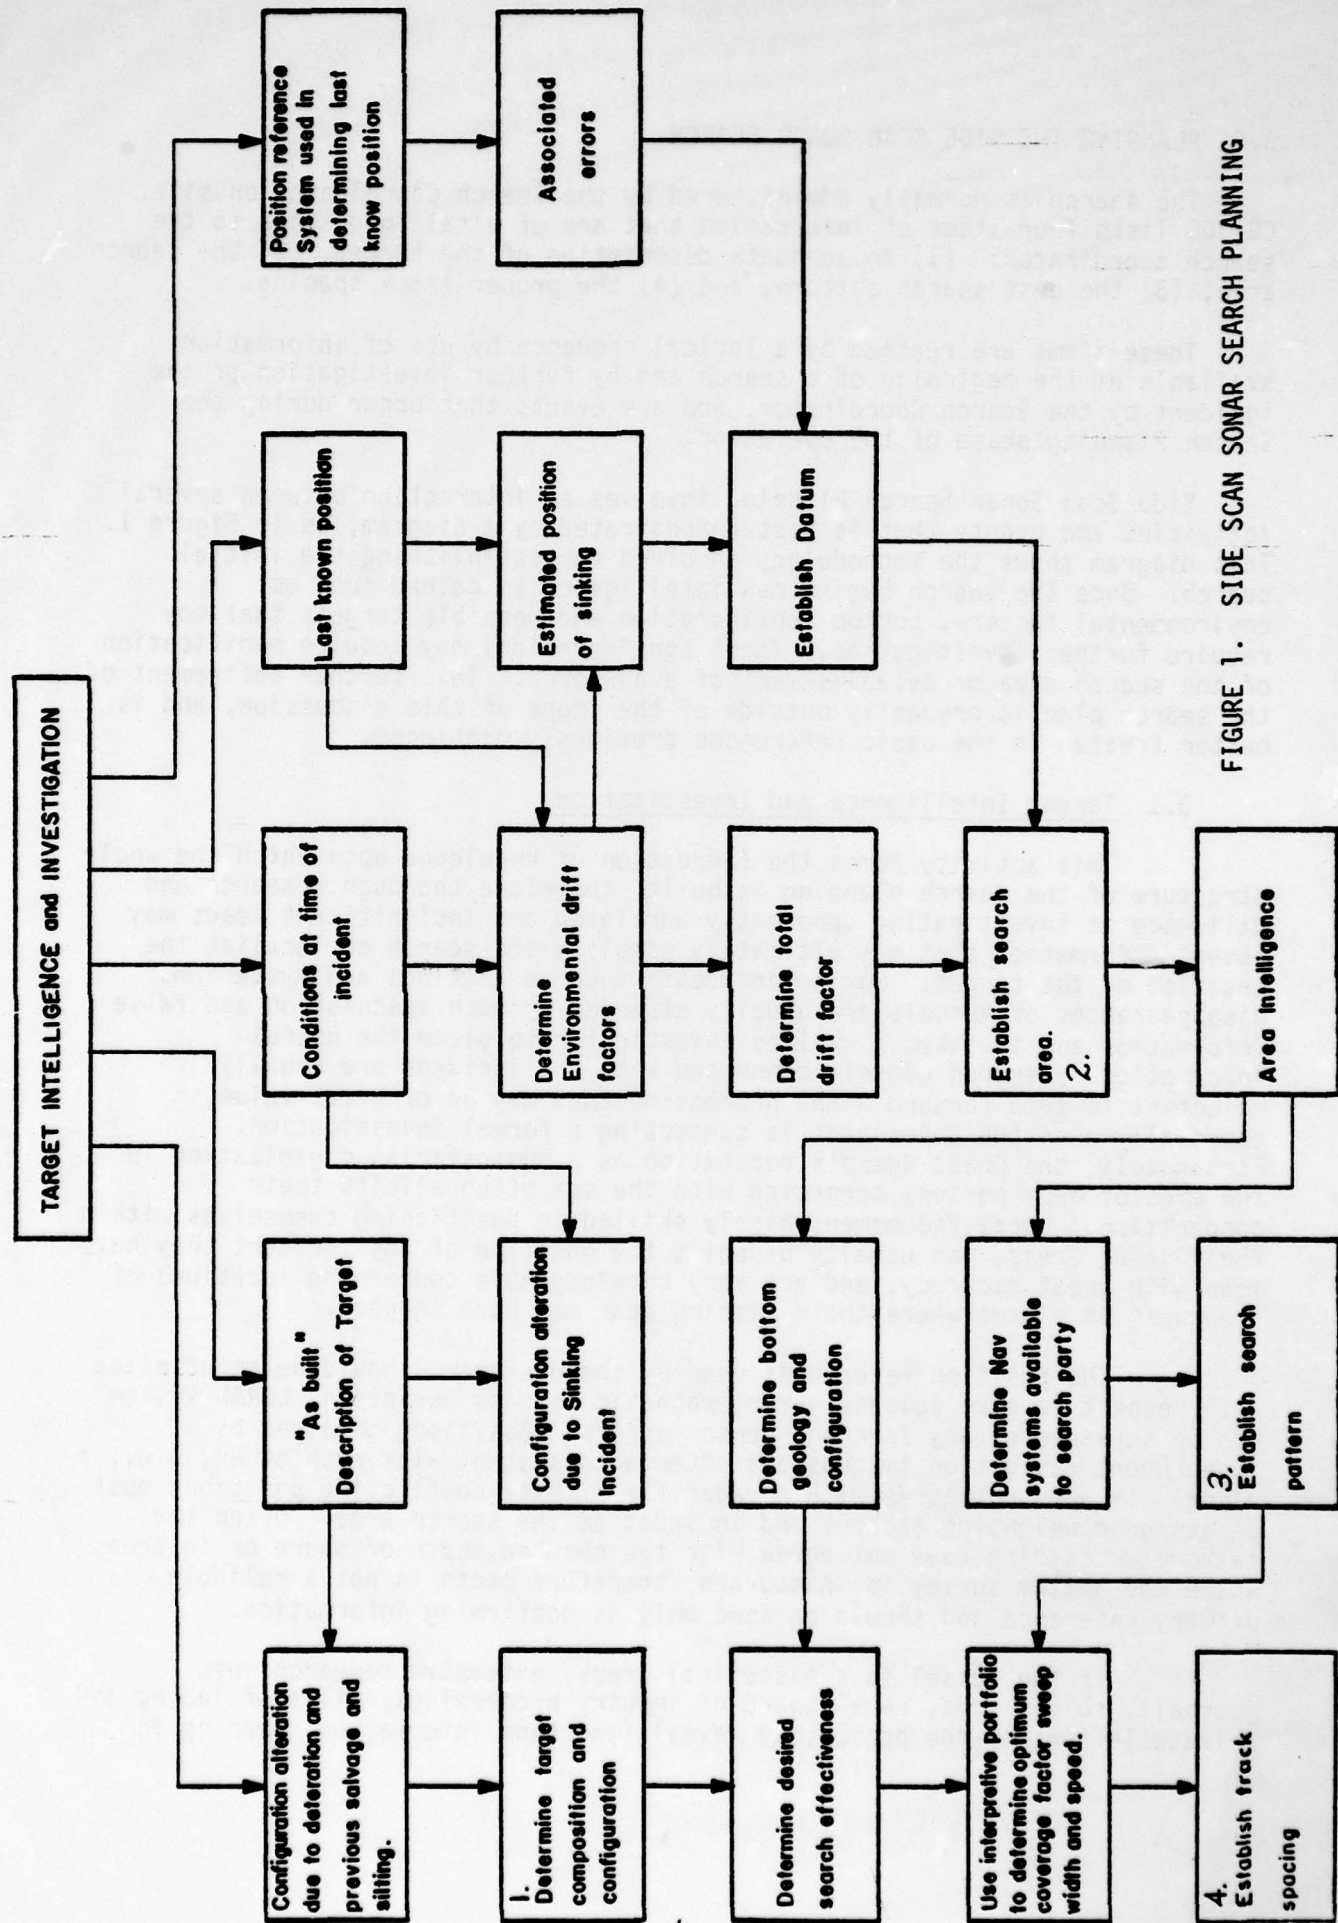 TARGET INTELLIGENCE and INVESTIGATION
Configuration alteration
due to deteration and
previous salvage and
silting.
"As built"
Description of Target
Conditions at time of
incident
Last known position
Position reference
System used in
determining last
know position
1.
Determine target
composition and
configuration
Configuration alteration
due to Sinking
Incident
Determine
Environmental drift
factors
Estimated position
of sinking
Associated
errors
Determine desired
search effectiveness
Determine bottom
geology and
configuration
Determine total
drift factor
Establish Datum
Use interpretive portfolio
to determine optimum
coverage factor sweep
width and speed.
Determine Nav
systems available
to search party
Establish search
area.
2.
4.
Establish track
spacing
3.
Establish search
pattern
Area intelligence
FIGURE 1 SIDE SCAN SONAR SEARCH PLANNING